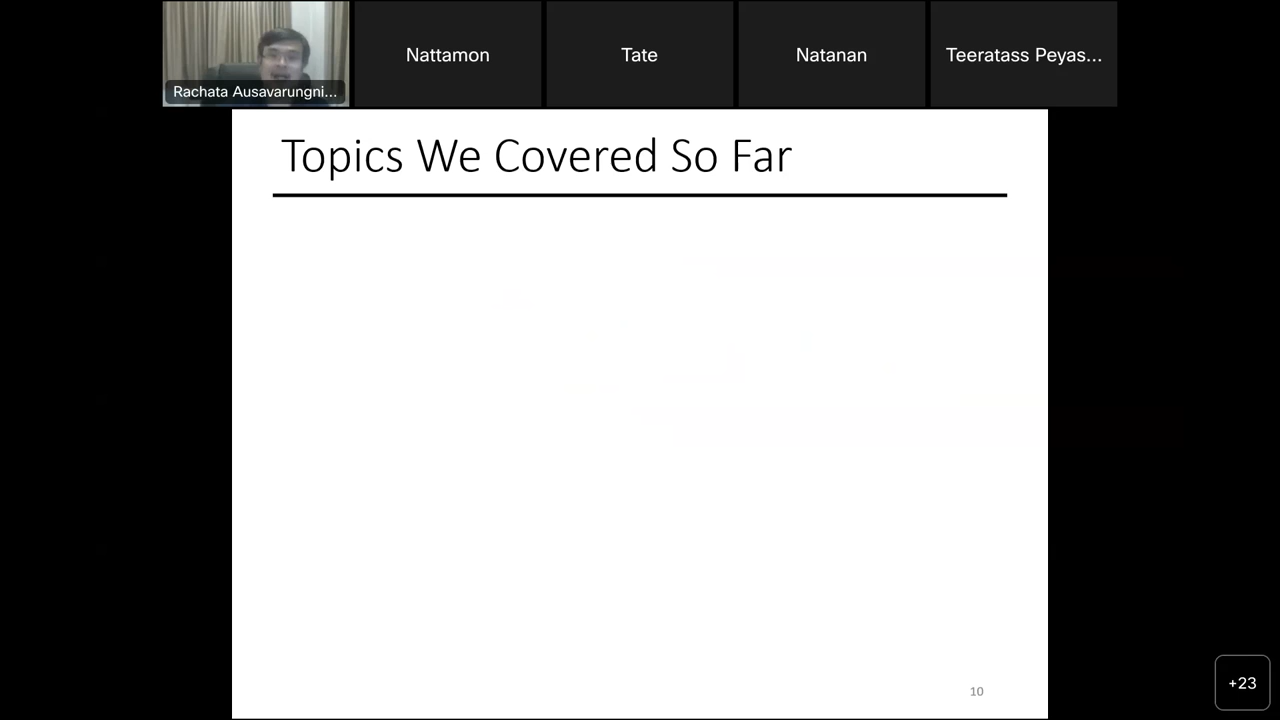 Rachata Ausavarungni...
Nattamon
Tate
Natanan
Teeratass Peyas...
Topics We Covered So Far
10
+23